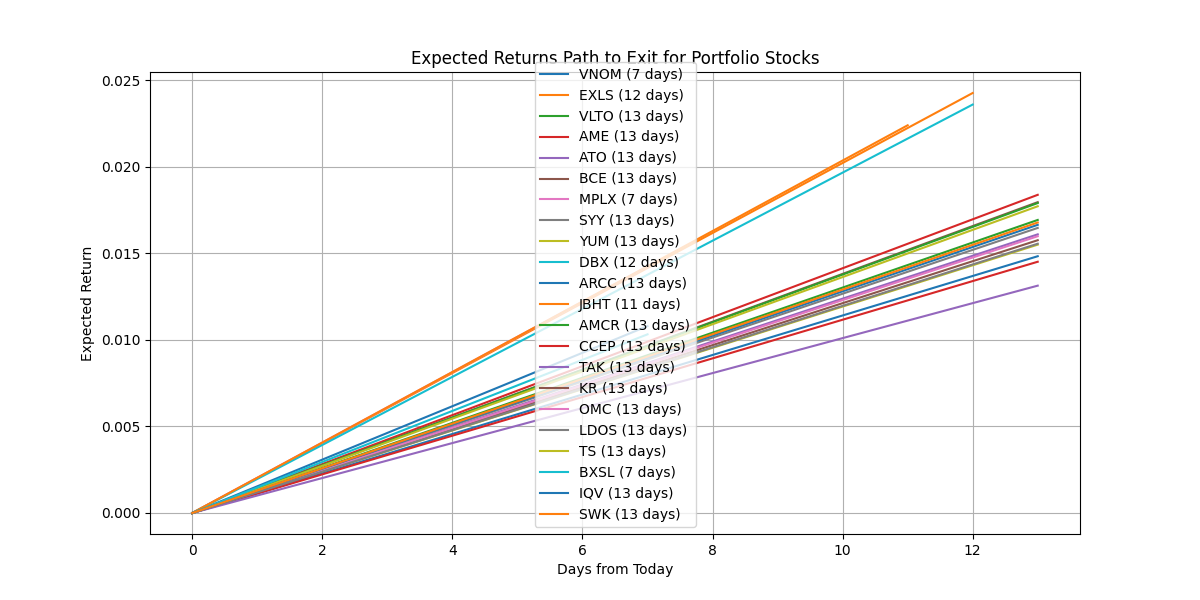 Expected Returns Path to Exit for Portfolio Stocks
VNOM (7 days)
EXLS (12 days)
VLTO (13 days)
AME (13 days)
ATO (13 days)
BCE (13 days)
MPLX (7 days)
SYY (13 days)
YUM (13 days)
DBX (12 days)
ARCC (13 days)
JBHT (11 days)
AMCR (13 days)
CCEP (13 days)
TAK (13 days)
KR (13 days)
OMC (13 days)
LDOS (13 days)
TS (13 days)
BXSL (7 days)
IQV (13 days)
SWK (13 days)
Expected Return
0.025
0.020
0.015
0.010
0.005
0.000
0 2 4 6 8 10 12
Days from Today